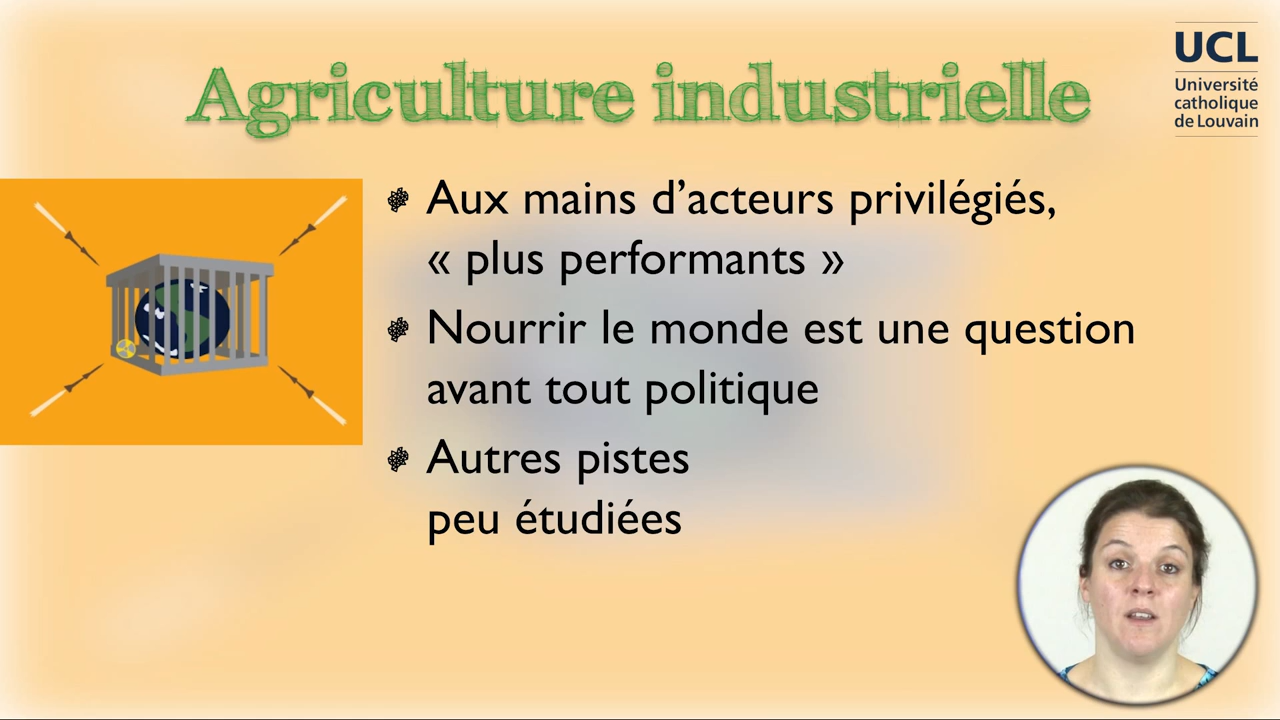 Agriculture industrielle
UCL
Université
catholique
de Louvain
Aux mains d’acteurs privilégiés,
« plus performants »
Nourrir le monde est une question
avant tout politique
Autres pistes
peu étudiées